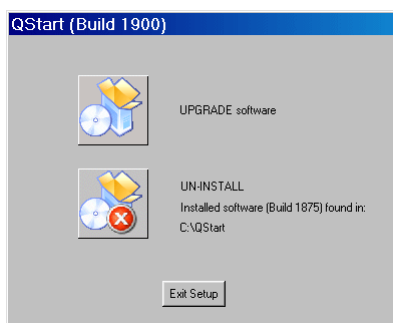 QStart (Build 1900)
UPGRADE software
UN-INSTALL
Installed software (Build 1875) found in:
C:\QStart
Exit Setup